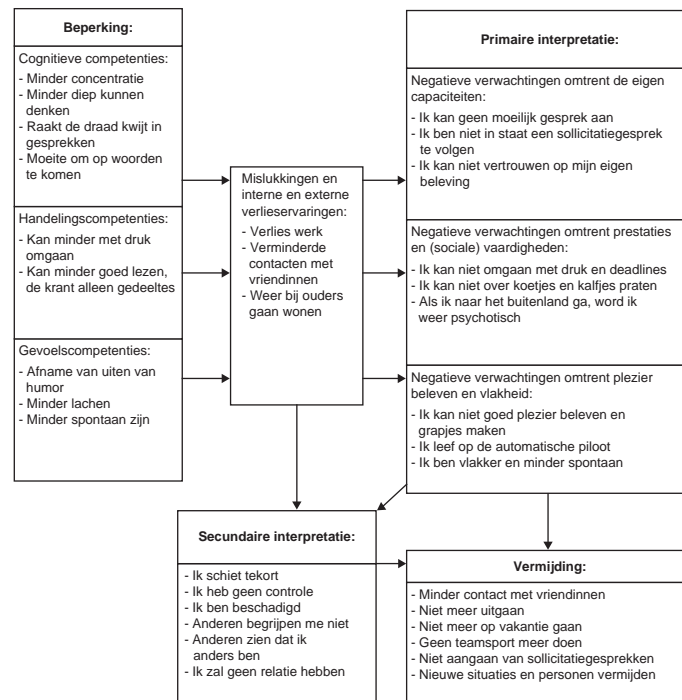 Beperking:
Cognitieve competenties:
- Minder concentratie
- Minder diep kunnen
denken
- Raakt de draad kwijt in
gesprekken
- Moeite om op woorden
te komen
Handelingscompetenties:
- Kan minder met druk
omgaan
- Kan minder goed lezen,
de krant alleen gedeeltes
Gevoelscompetenties:
- Afname van uiten van
humor
- Minder lachen
- Minder spontaan zijn
Mislukkingen en
interne en externe
verlieservaringen:
- Verlies werk
- Verminderde
contacten met
vriendinnen
- Weer bij ouders
gaan wonen
Primaire interpretatie:
Negatieve verwachtingen omtrent de eigen
capaciteiten:
- Ik kan geen moeilijk gesprek aan
- Ik ben niet in staat een sollicitatiegesprek
te volgen
- Ik kan niet vertrouwen op mijn eigen
beleving
Negatieve verwachtingen omtrent prestaties
en (sociale) vaardigheden:
- Ik kan niet omgaan met druk en deadlines
- Ik kan niet over koetjes en kalfjes praten
- Als ik naar het buitenland ga, word ik
weer psychotisch
Negatieve verwachtingen omtrent plezier
beleven en vlakheid:
- Ik kan niet goed plezier beleven en
grapjes maken
- Ik leef op de automatische piloot
- Ik ben vlakker en minder spontaan
Secundaire interpretatie:
- Ik schiet tekort
- Ik heb geen controle
- Ik ben beschadigd
- Anderen begrijpen me niet
- Anderen zien dat ik
anders ben
- Ik zal geen relatie hebben
Vermijding:
- Minder contact met vriendinnen
- Niet meer uitgaan
- Niet meer op vakantie gaan
- Geen teamsport meer doen
- Niet aangaan van sollicitatiegesprekken
- Nieuwe situaties en personen vermijden